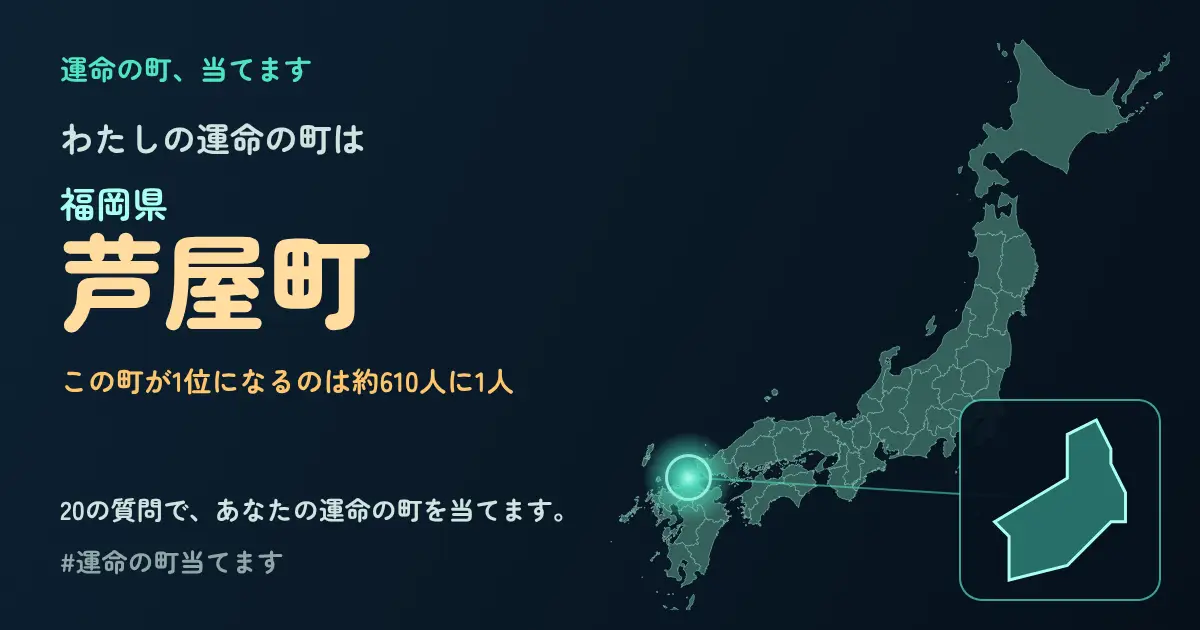 運命の町、当てます
わたしの運命の町は
福岡県
芦屋町
この町が1位になるのは約610人に1人
20の質問で、あなたの運命の町を当てます。
#運命の町当てます